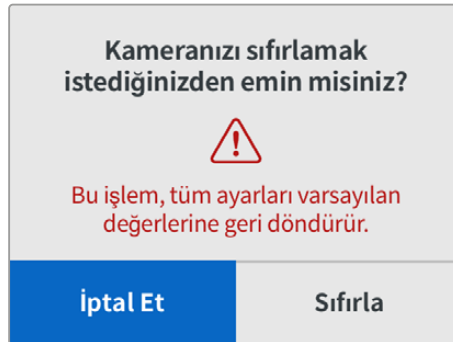 Kameranızı sıfırlamak
istediğinizden emin misiniz?
Bu işlem, tüm ayarları varsayılan
değerlerine geri döndürür.
İptal Et
Sıfırla